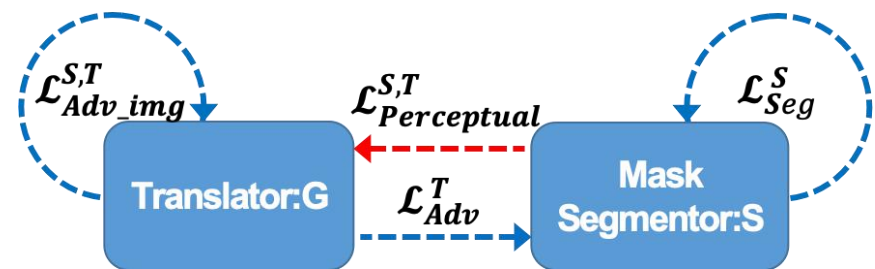 𝓛^{S,T}_{Adv_img}
𝓛^{S,T}_{Perceptual}
𝓛^{S}_{Seg}
Translator:G
𝓛^{T}_{Adv}
Mask
Segmentor:S